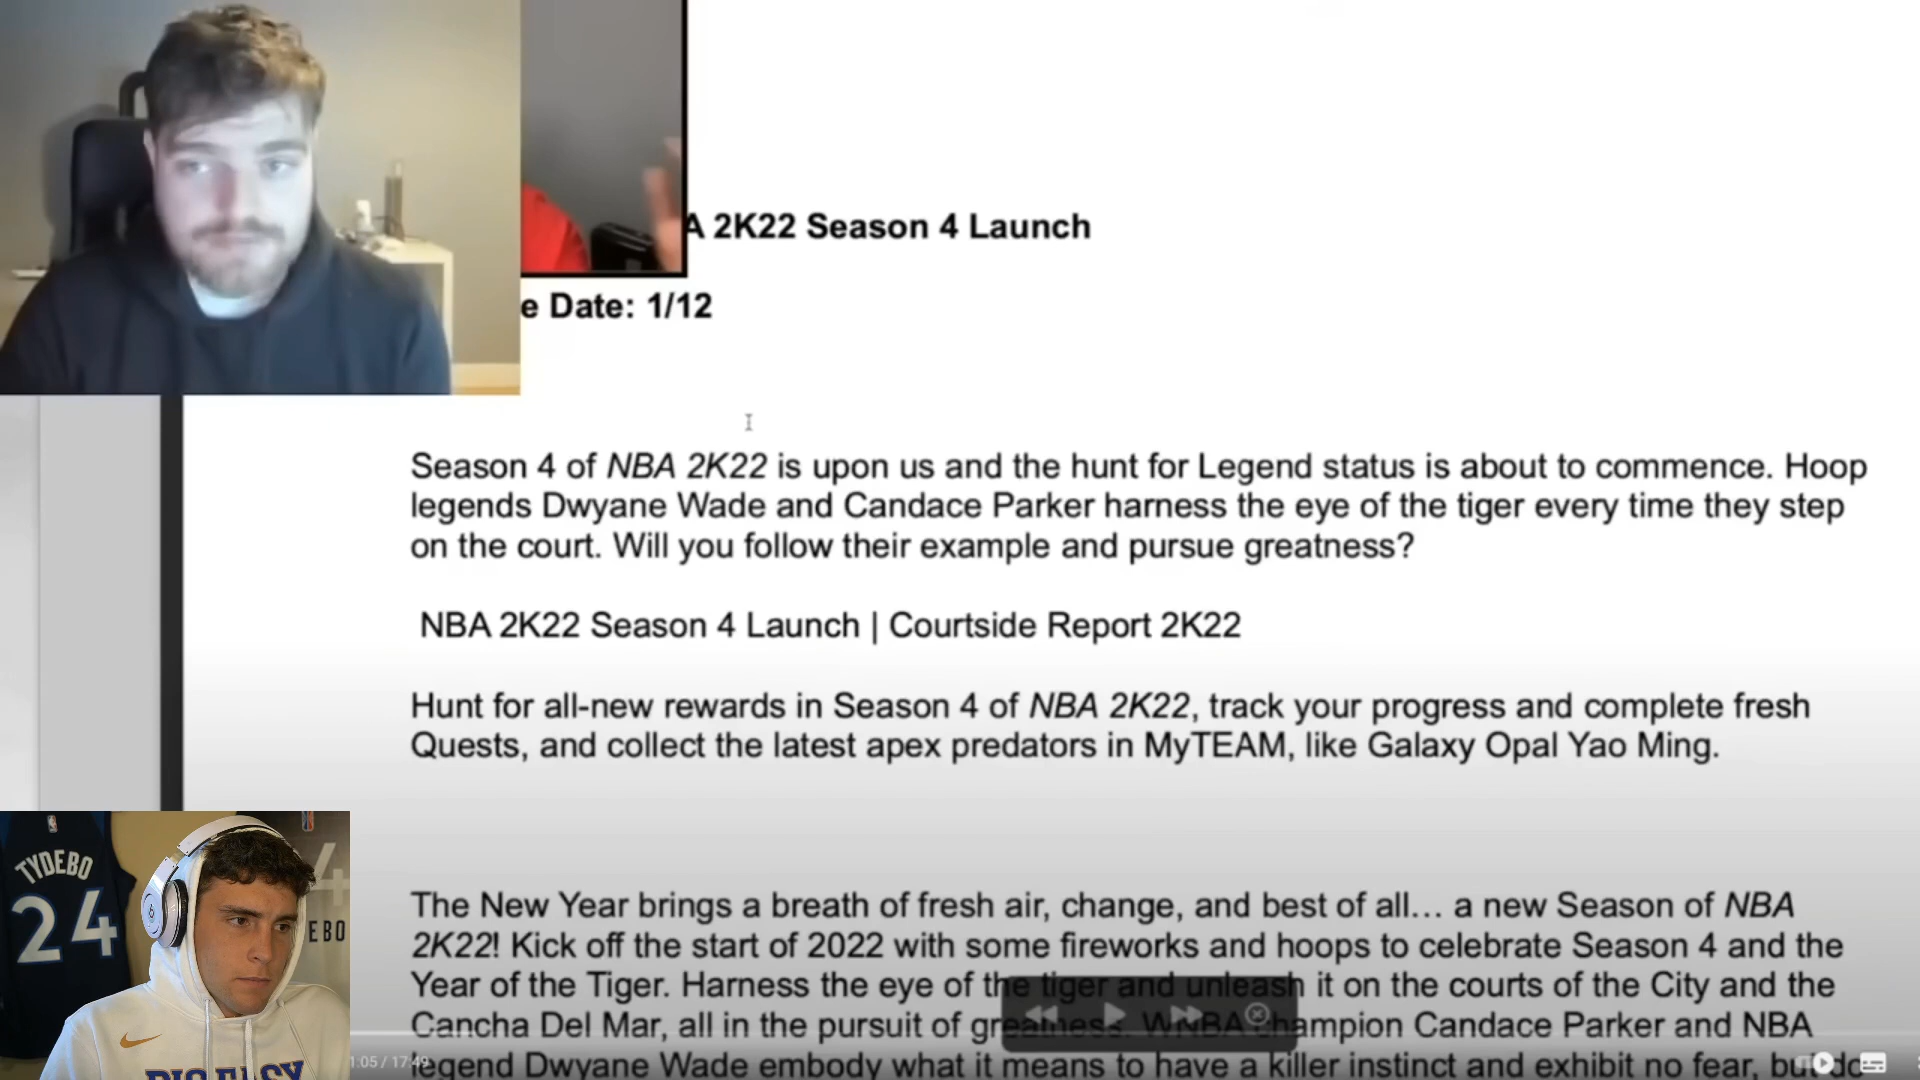 A 2K22 Season 4 Launch
e Date: 1/12
Season 4 of NBA 2K22 is upon us and the hunt for Legend status is about to commence. Hoop
legends Dwyane Wade and Candace Parker harness the eye of the tiger every time they step
on the court. Will you follow their example and pursue greatness?
NBA 2K22 Season 4 Launch | Courtside Report 2K22
Hunt for all-new rewards in Season 4 of NBA 2K22, track your progress and complete fresh
Quests, and collect the latest apex predators in MyTEAM, like Galaxy Opal Yao Ming.
The New Year brings a breath of fresh air, change, and best of all... a new Season of NBA
2K22! Kick off the start of 2022 with some fireworks and hoops to celebrate Season 4 and the
Year of the Tiger. Harness the eye of the tiger and unleash it on the courts of the City and the
Cancha Del Mar, all in the pursuit of greatness. WNBA champion Candace Parker and NBA
legend Dwyane Wade embody what it means to have a killer instinct and exhibit no fear, but do
TYDEBO
24
4
EBO
BIG EASY
1:05 / 17:49